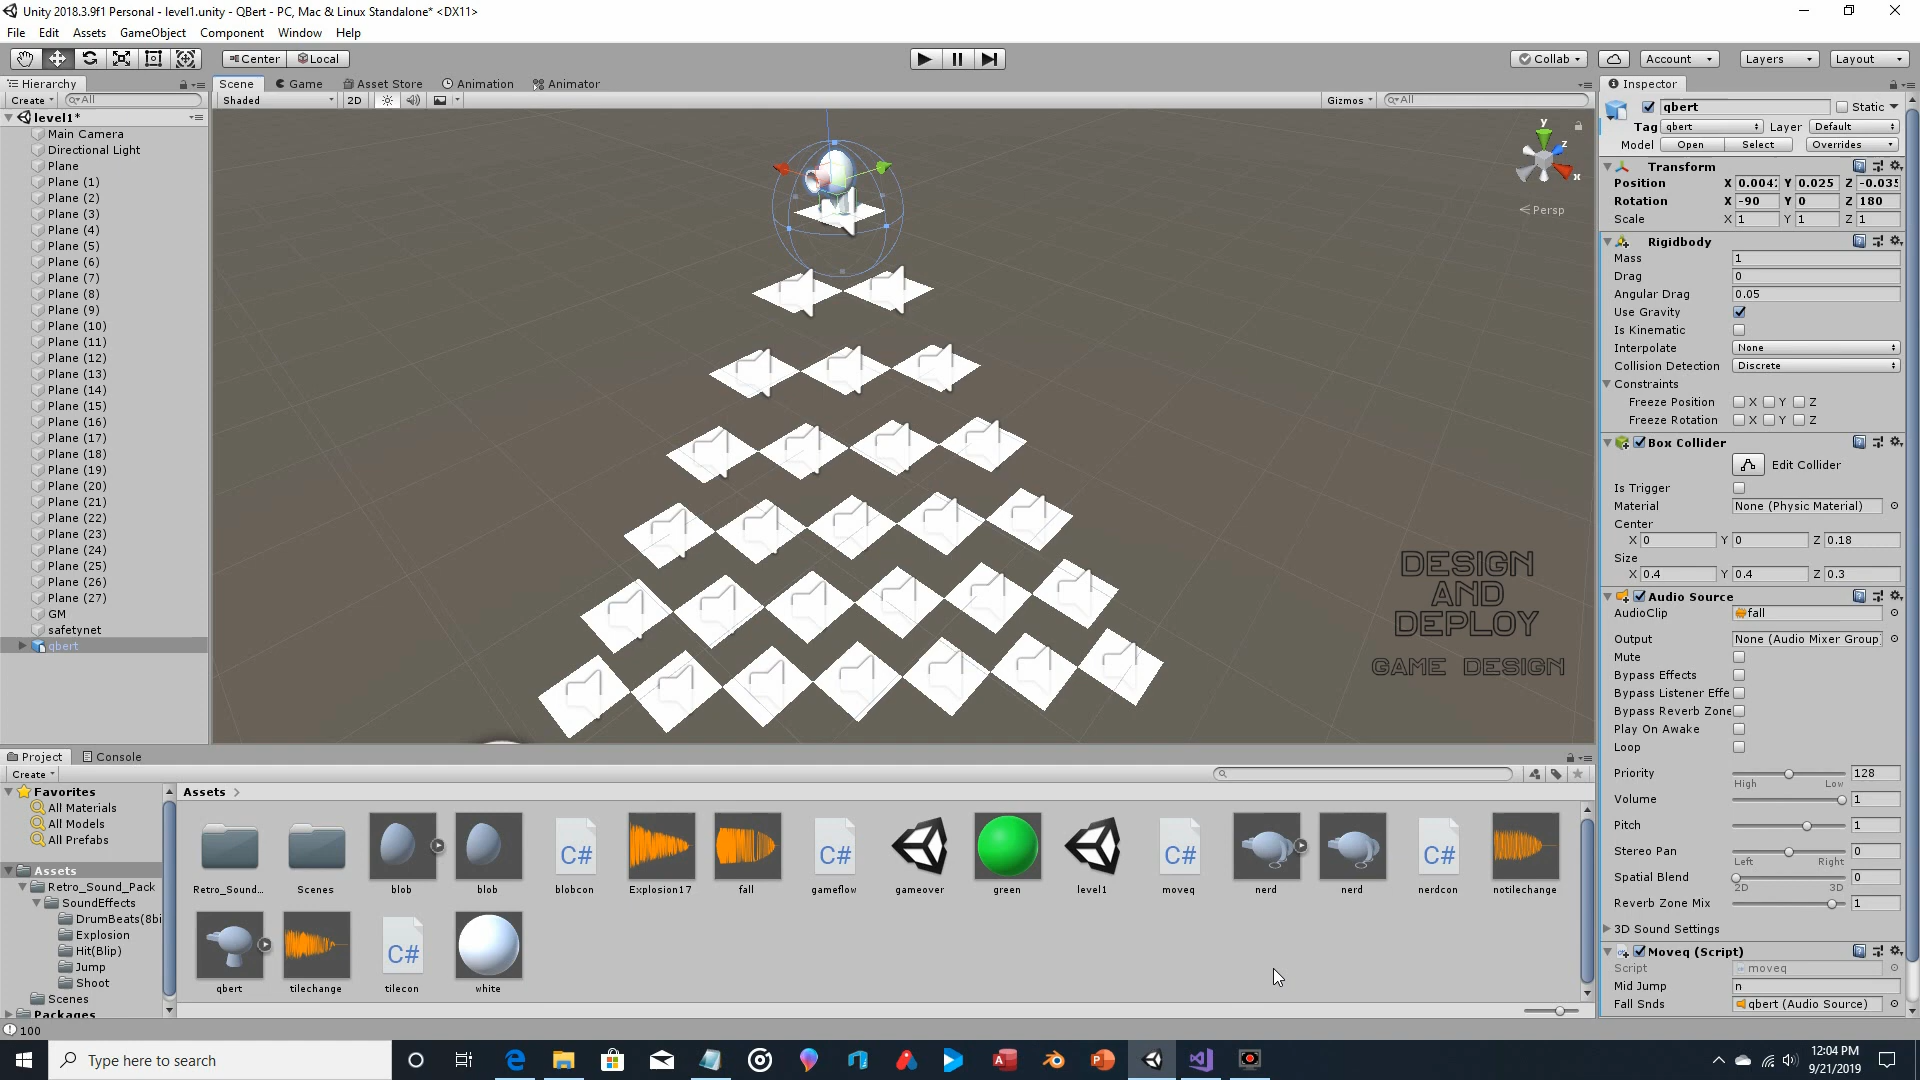 Unity 2018.3.9f1 Personal - level1.unity - QBert - PC, Mac & Linux Standalone* <DX11>
File Edit Assets GameObject Component Window Help
Center Local Collab Account Layers Layout
Hierarchy Scene Game Asset Store Animation Animator Inspector
Create All Shaded 2D Gizmos All
level1*
Main Camera
Directional Light
Plane
Plane (1)
Plane (2)
Plane (3)
Plane (4)
Plane (5)
Plane (6)
Plane (7)
Plane (8)
Plane (9)
Plane (10)
Plane (11)
Plane (12)
Plane (13)
Plane (14)
Plane (15)
Plane (16)
Plane (17)
Plane (18)
Plane (19)
Plane (20)
Plane (21)
Plane (22)
Plane (23)
Plane (24)
Plane (25)
Plane (26)
Plane (27)
GM
safetynet
qbert
y
z
x
Persp
DESIGN
AND
DEPLOY
GAME DESIGN
qbert Static
Tag qbert Layer Default
Model Open Select Overrides
Transform
Position X 0.004: Y 0.025 Z -0.035
Rotation X -90 Y 0 Z 180
Scale X 1 Y 1 Z 1
Rigidbody
Mass 1
Drag 0
Angular Drag 0.05
Use Gravity
Is Kinematic
Interpolate None
Collision Detection Discrete
Constraints
Freeze Position X Y Z
Freeze Rotation X Y Z
Box Collider
Edit Collider
Is Trigger
Material None (Physic Material)
Center
X 0 Y 0 Z 0.18
Size
X 0.4 Y 0.4 Z 0.3
Audio Source
AudioClip fall
Output None (Audio Mixer Group
Mute
Bypass Effects
Bypass Listener Effe
Bypass Reverb Zone
Play On Awake
Loop
Priority 128
High Low
Volume 1
Pitch 1
Stereo Pan 0
Left Right
Spatial Blend 0
2D 3D
Reverb Zone Mix 1
3D Sound Settings
Moveq (Script)
Script moveq
Mid Jump n
Fall Snds qbert (Audio Source)
Project Console
Create
Favorites
All Materials
All Models
All Prefabs
Assets
Retro_Sound_Pack
SoundEffects
DrumBeats(8bi
Explosion
Hit(Blip)
Jump
Shoot
Scenes
Packages
Assets
C# C# C# C#
Retro_Sound... Scenes blob blob blobcon Explosion17 fall gameflow gameover green level1 moveq nerd nerd nerdcon notilechange
C#
qbert tilechange tilecon white
100
Type here to search
12:04 PM
9/21/2019